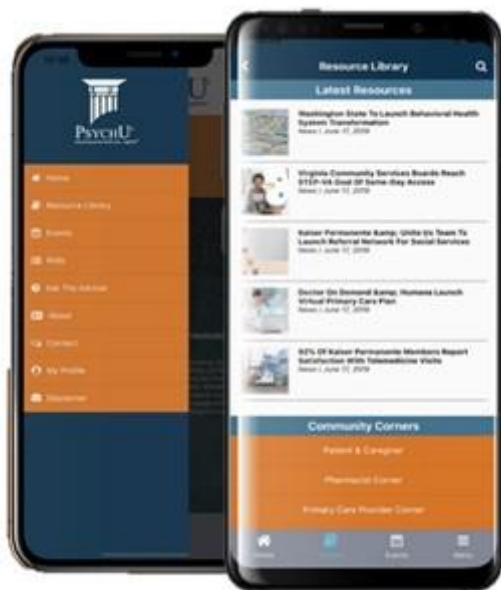 PSYCHU
Home
Resource Library
Events
Polls
Ask The Advisor
About
Contact
My Profile
Disclaimer
Resource Library
Latest Resources
Washington State To Launch Behavioral Health
System Transformation
News | June 17, 2019
Virginia Community Services Boards Reach
STEP-VA Goal Of Same-Day Access
News | June 17, 2019
Kaiser Permanente &amp; Unite Us Team To
Launch Referral Network For Social Services
News | June 17, 2019
Doctor On Demand &amp; Humana Launch
Virtual Primary Care Plan
News | June 17, 2019
92% Of Kaiser Permanente Members Report
Satisfaction With Telemedicine Visits
News | June 17, 2019
Community Corners
Patient & Caregiver
Pharmacist Corner
Primary Care Provider Corner
Home
Events
Menu